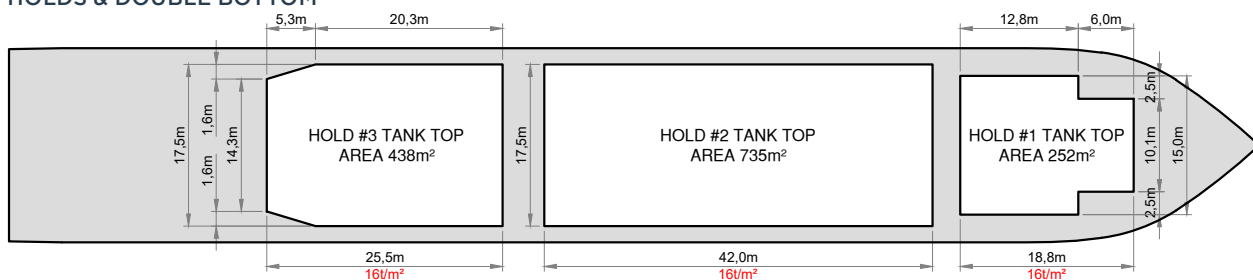 HOLDS & DOUBLE BOTTOM
5,3m
20,3m
12,8m
6,0m
17,5m
1,6m
14,3m
1,6m
HOLD #3 TANK TOP
AREA 438m²
17,5m
HOLD #2 TANK TOP
AREA 735m²
HOLD #1 TANK TOP
AREA 252m²
2,5m
10,1m
15,0m
2,5m
25,5m
16t/m²
42,0m
16t/m²
18,8m
16t/m²